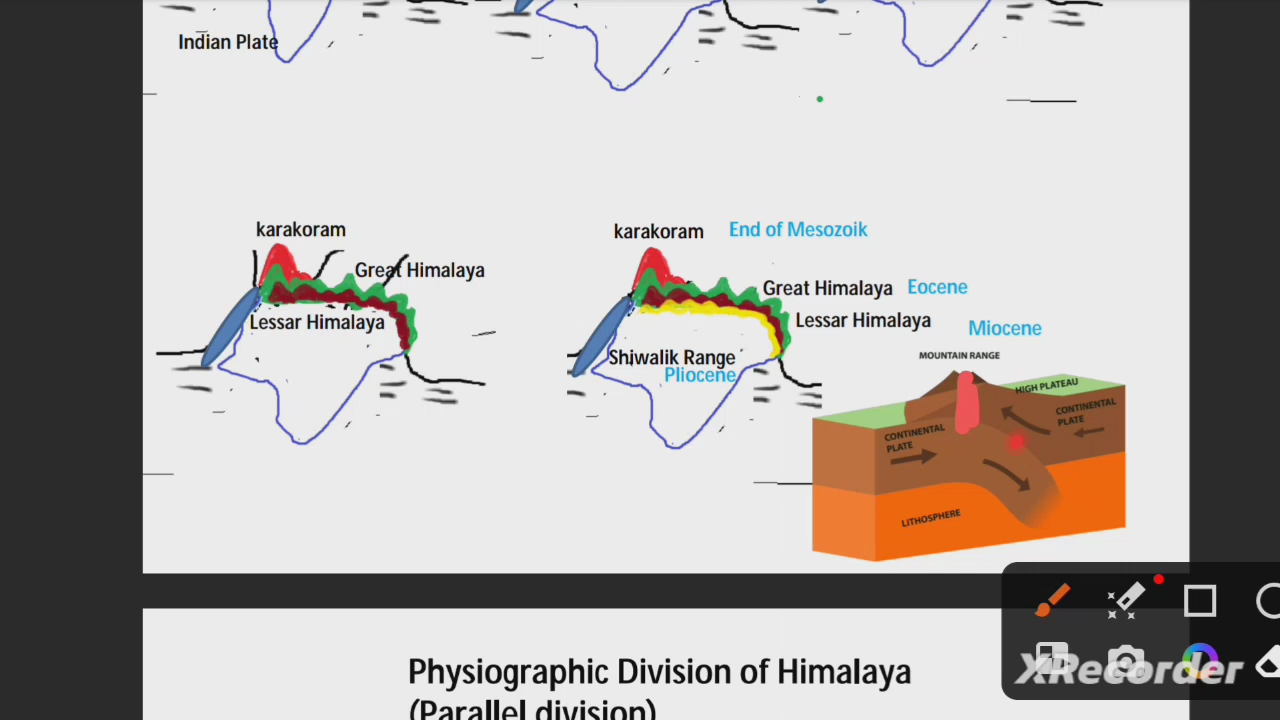 Indian Plate
karakoram
Great Himalaya
Lessar Himalaya
karakoram
End of Mesozoik
Great Himalaya
Eocene
Lessar Himalaya
Miocene
Shiwalik Range
Pliocene
MOUNTAIN RANGE
HIGH PLATEAU
CONTINENTAL
PLATE
CONTINENTAL
PLATE
LITHOSPHERE
Physiographic Division of Himalaya
(Parallel division)
XRecorder